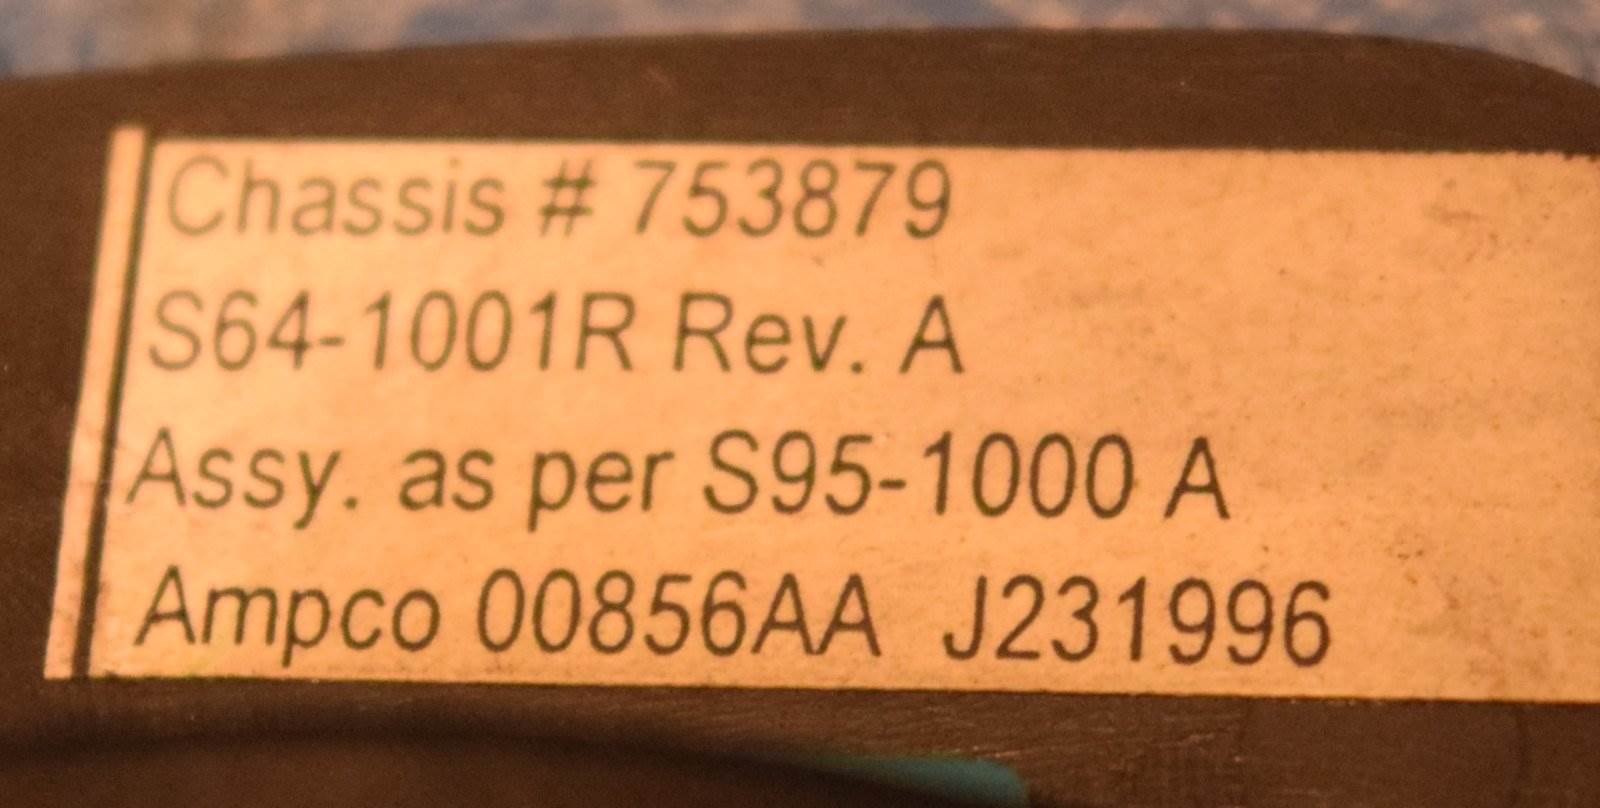 Chassis # 753879
S64-1001R Rev. A
Assy. as per S95-1000 A
Ampco 00856AA J231996